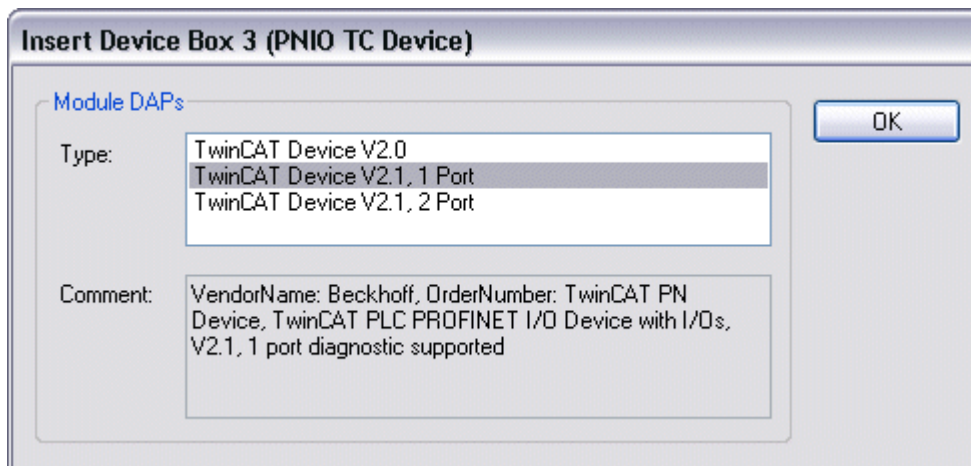 Insert Device Box 3 (PNIO TC Device)
Module DAPs
OK
Type:
TwinCAT Device V2.0
TwinCAT Device V2.1, 1 Port
TwinCAT Device V2.1, 2 Port
Comment:
VendorName: Beckhoff, OrderNumber: TwinCAT PN
Device, TwinCAT PLC PROFINET I/O Device with I/Os,
V2.1, 1 port diagnostic supported